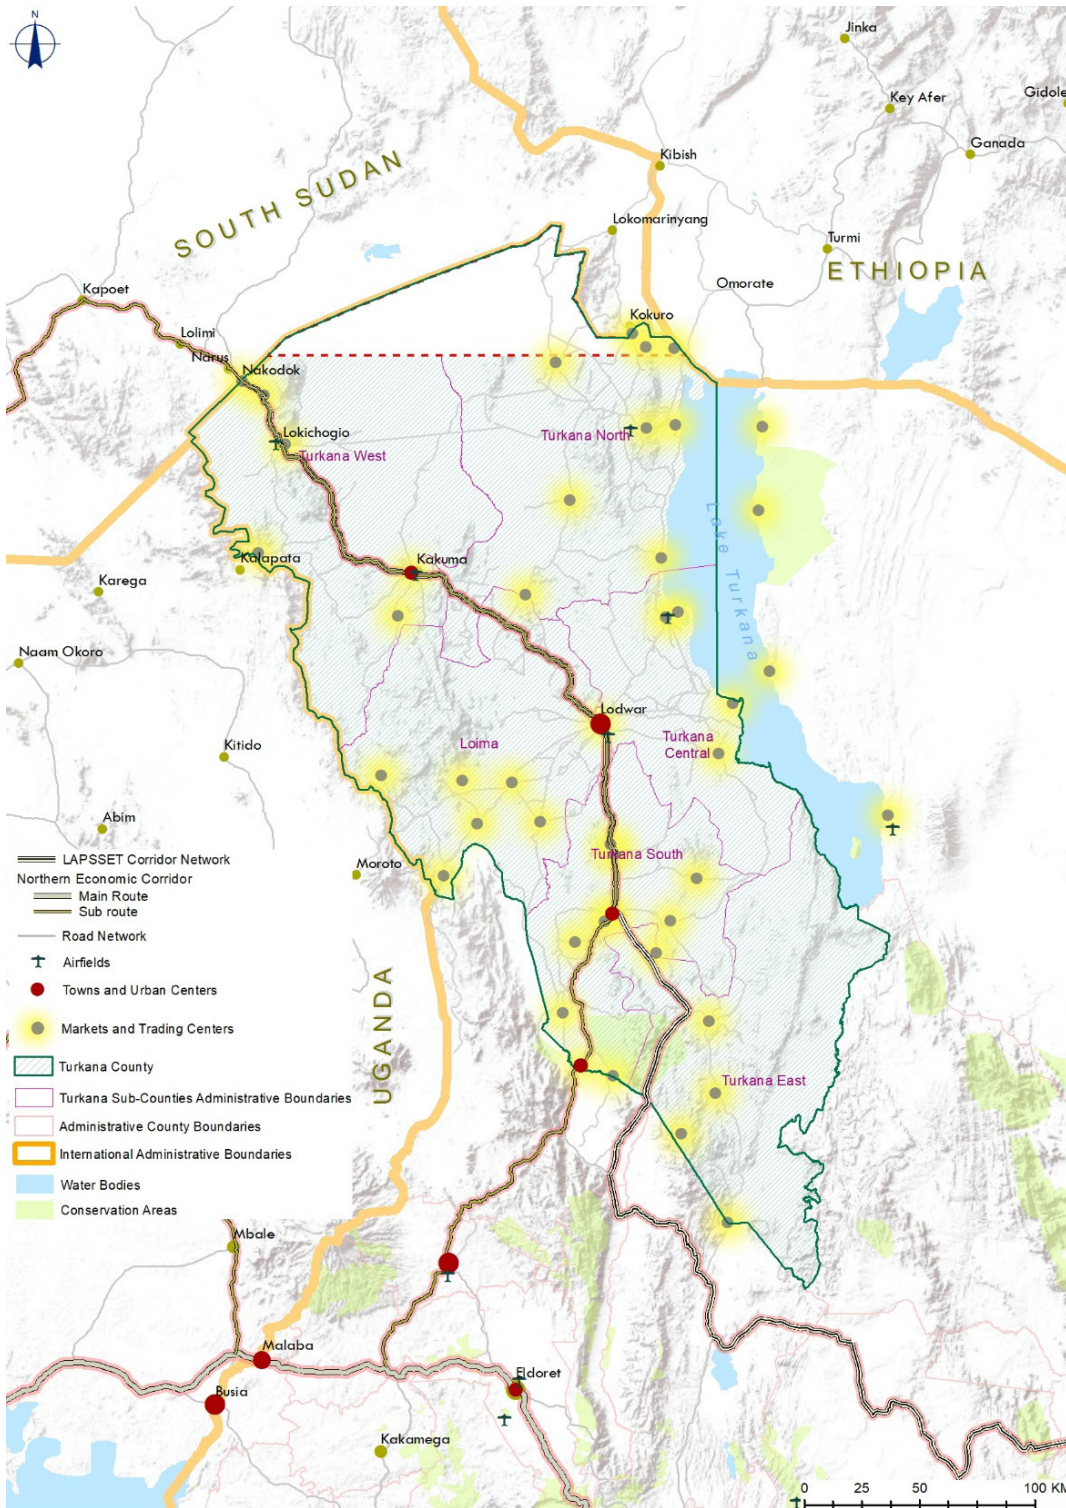 N
Jinka
Key Afer
Gidole
Ganada
Kibish
SOUTH SUDAN
Lokomarinyang
Turmi
ETHIOPIA
Kapoet
Omorate
Kokuro
Lolimi
Narus
Nakodok
Lokichogio
Turkana West
Turkana North
Lake Turkana
Kalapata
Kakuma
Karega
Naam Okoro
Lodwar
Kitido
Loima
Turkana
Central
Abim
Moroto
Turkana South
LAPSSET Corridor Network
Northern Economic Corridor
Main Route
Sub route
Road Network
Airfields
Towns and Urban Centers
Markets and Trading Centers
Turkana County
Turkana Sub-Counties Administrative Boundaries
Administrative County Boundaries
International Administrative Boundaries
Water Bodies
Conservation Areas
UGANDA
Turkana East
Mbale
Malaba
Eldoret
Busia
Kakamega
0 25 50 100 KM